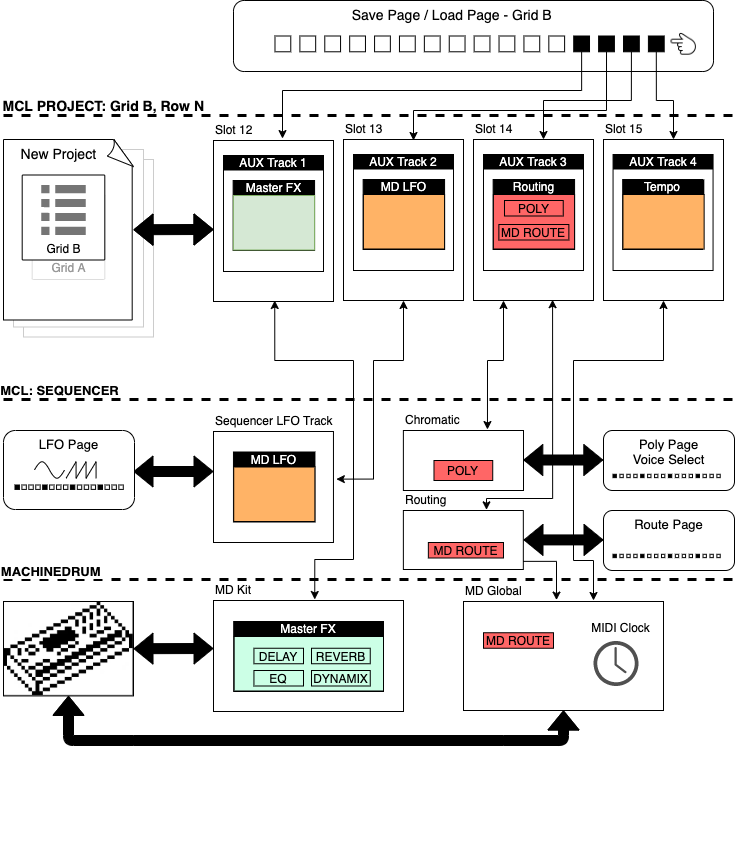 Save Page / Load Page - Grid B
MCL PROJECT: Grid B, Row N
Slot 12
Slot 13
Slot 14
Slot 15
New Project
Grid B
Grid A
AUX Track 1
Master FX
AUX Track 2
MD LFO
AUX Track 3
Routing
POLY
MD ROUTE
AUX Track 4
Tempo
MCL: SEQUENCER
LFO Page
Sequencer LFO Track
MD LFO
Chromatic
POLY
Poly Page
Voice Select
Routing
MD ROUTE
Route Page
MACHINEDRUM
MD Kit
Master FX
DELAY
REVERB
EQ
DYNAMIX
MD Global
MD ROUTE
MIDI Clock